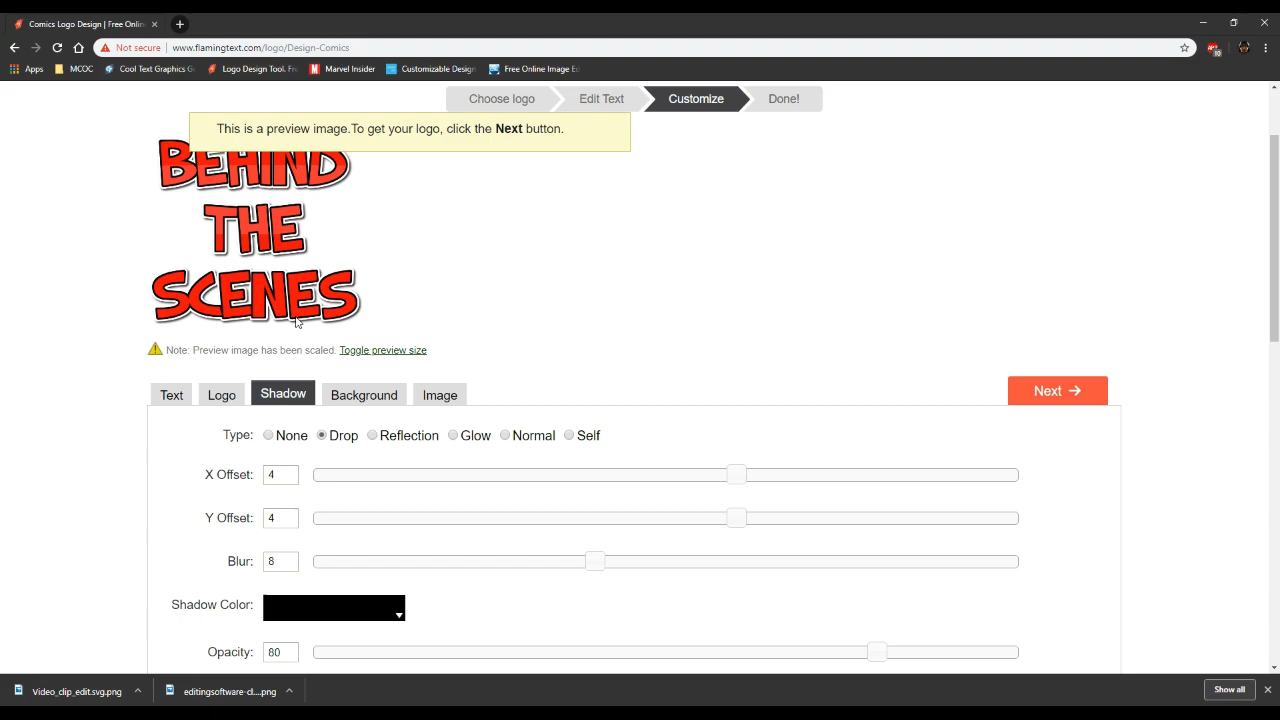 Comics Logo Design | Free Onlin
Not secure www.flamingtext.com/logo/Design-Comics
Apps MCOC Cool Text Graphics G Logo Design Tool. Fr Marvel Insider Customizable Design Free Online Image Ed
10
Choose logo Edit Text Customize Done!
This is a preview image.To get your logo, click the Next button.
BEHIND
THE
SCENES
Note: Preview image has been scaled. Toggle preview size
Text Logo Shadow Background Image Next →
Type: None Drop Reflection Glow Normal Self
X Offset: 4
Y Offset: 4
Blur: 8
Shadow Color:
Opacity: 80
Video_clip_edit.svg.png editingsoftware-cl....png Show all